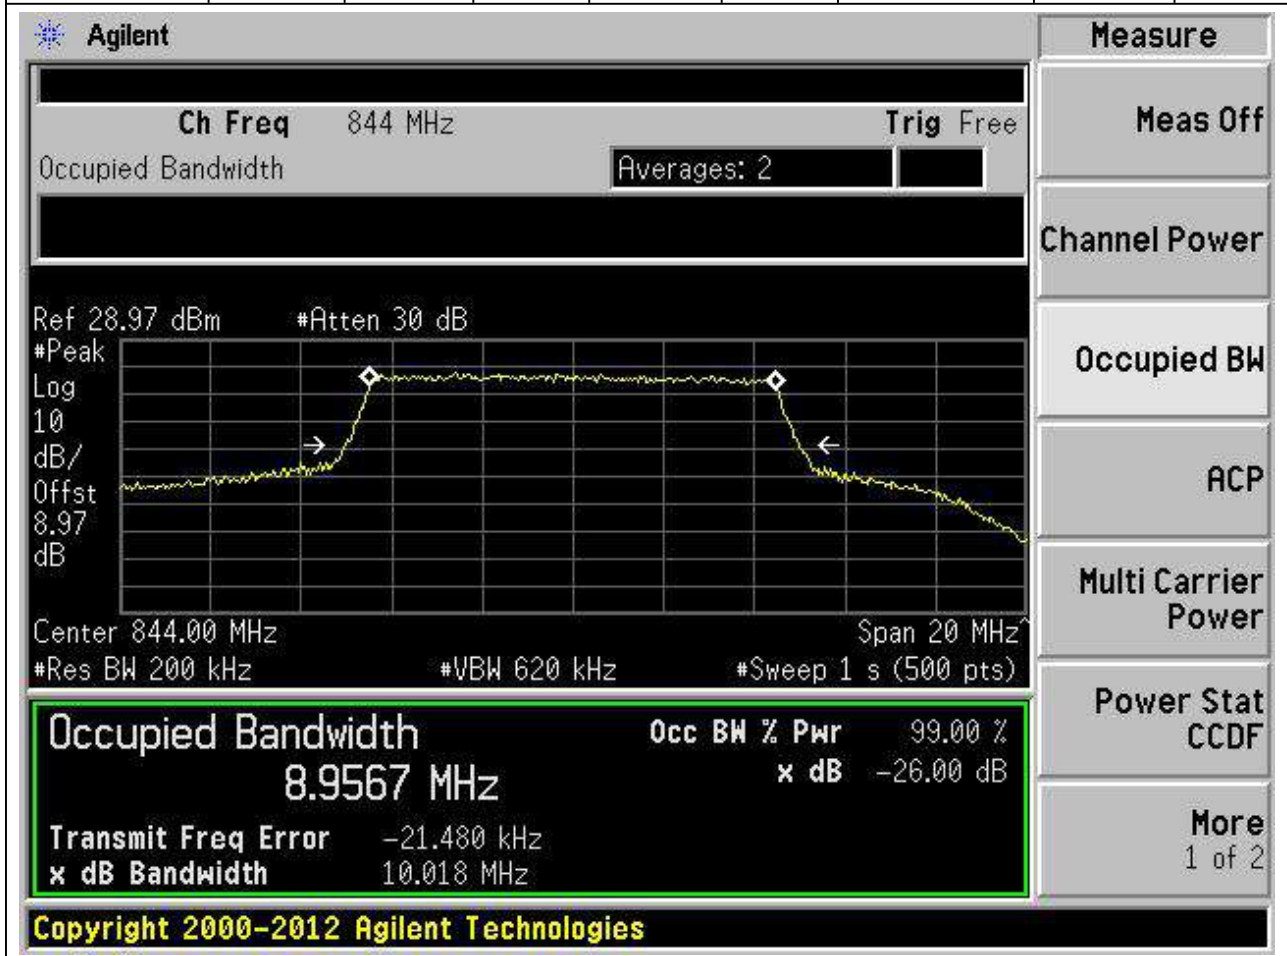 Agilent
Measure
Ch Freq 844 MHz Trig Free
Occupied Bandwidth Averages: 2
Meas Off
Channel Power
Occupied BW
ACP
Multi Carrier
Power
Power Stat
CCDF
More
1 of 2
Ref 28.97 dBm #Atten 30 dB
#Peak
Log
10
dB/
Offst
8.97
dB
Center 844.00 MHz Span 20 MHz^
#Res BW 200 kHz #VBW 620 kHz #Sweep 1 s (500 pts)
Occupied Bandwidth Occ BW % Pwr 99.00 %
8.9567 MHz x dB -26.00 dB
Transmit Freq Error -21.480 kHz
x dB Bandwidth 10.018 MHz
Copyright 2000-2012 Agilent Technologies